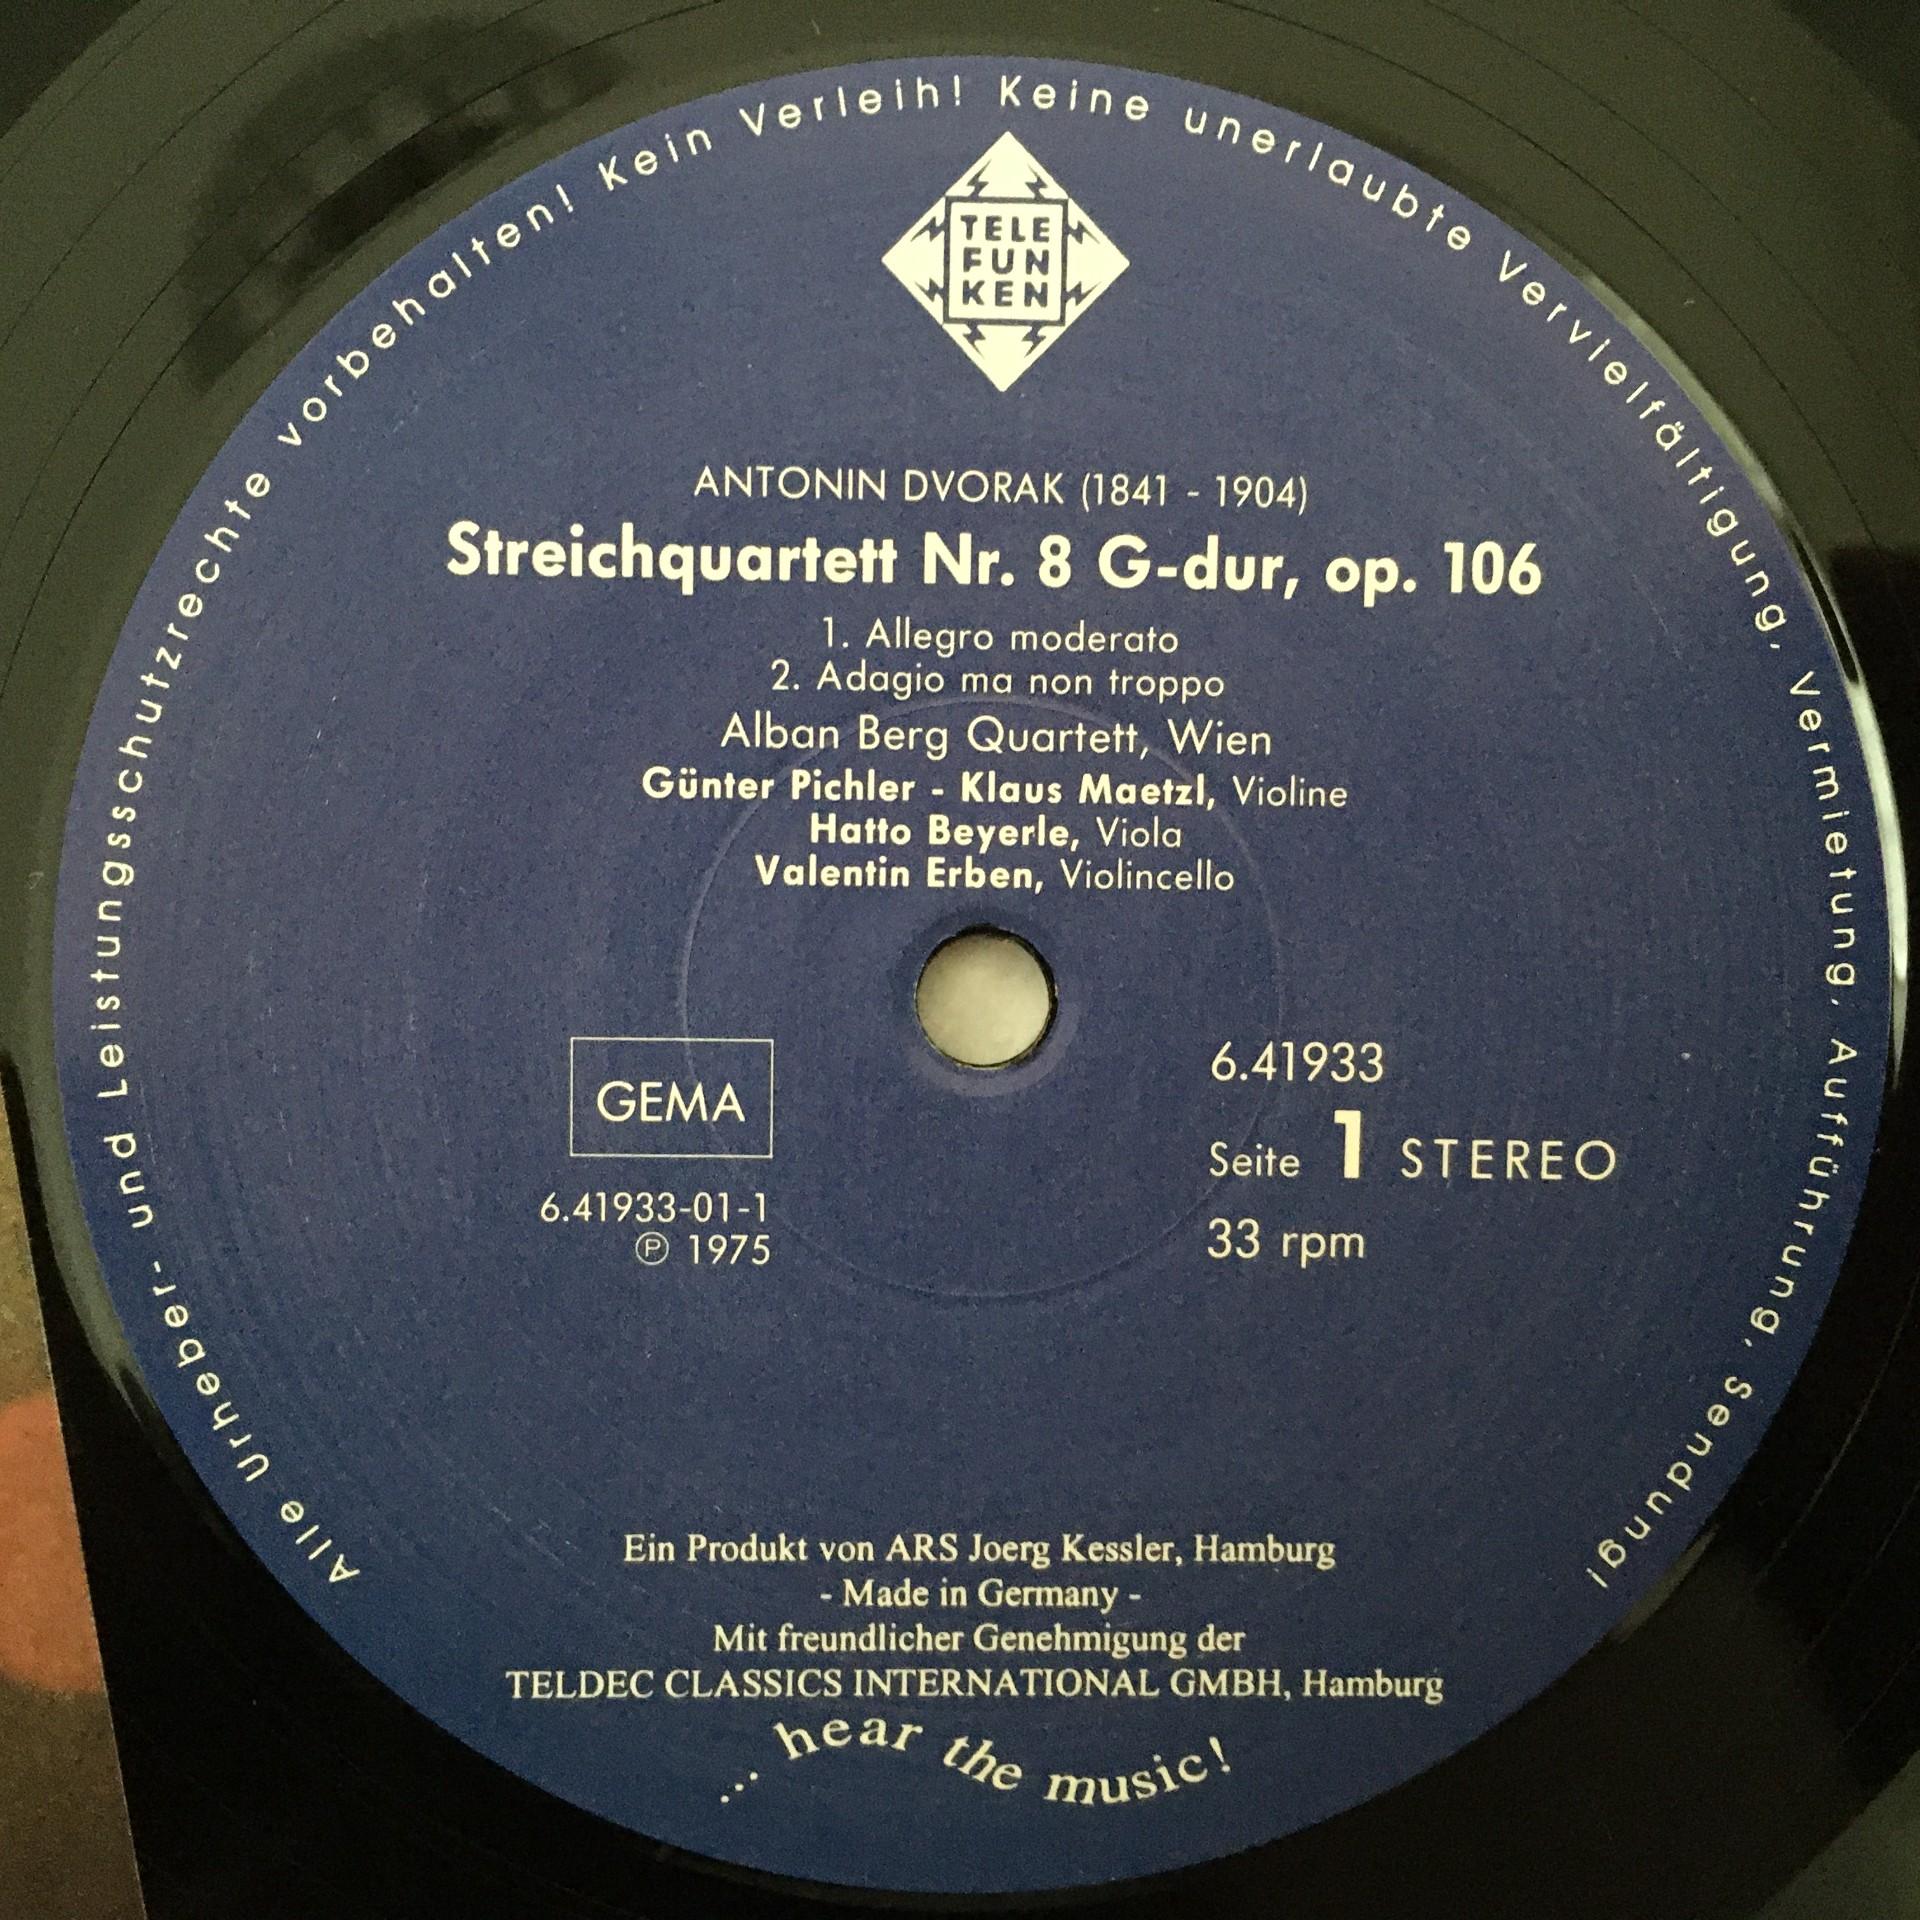 Alle Urheber- und Leistungsschutzrechte vorbehalten! Kein Verleih! Keine unerlaubte Vervielfältigung, Vermietung, Aufführung, Sendung!
TELE
FUN
KEN
ANTONIN DVORAK (1841 - 1904)
Streichquartett Nr. 8 G-dur, op. 106
1. Allegro moderato
2. Adagio ma non troppo
Alban Berg Quartett, Wien
Günter Pichler - Klaus Maetzl, Violine
Hatto Beyerle, Viola
Valentin Erben, Violincello
GEMA
6.41933-01-1
℗ 1975
6.41933
Seite 1 STEREO
33 rpm
Ein Produkt von ARS Joerg Kessler, Hamburg
- Made in Germany -
Mit freundlicher Genehmigung der
TELDEC CLASSICS INTERNATIONAL GMBH, Hamburg
... hear the music!